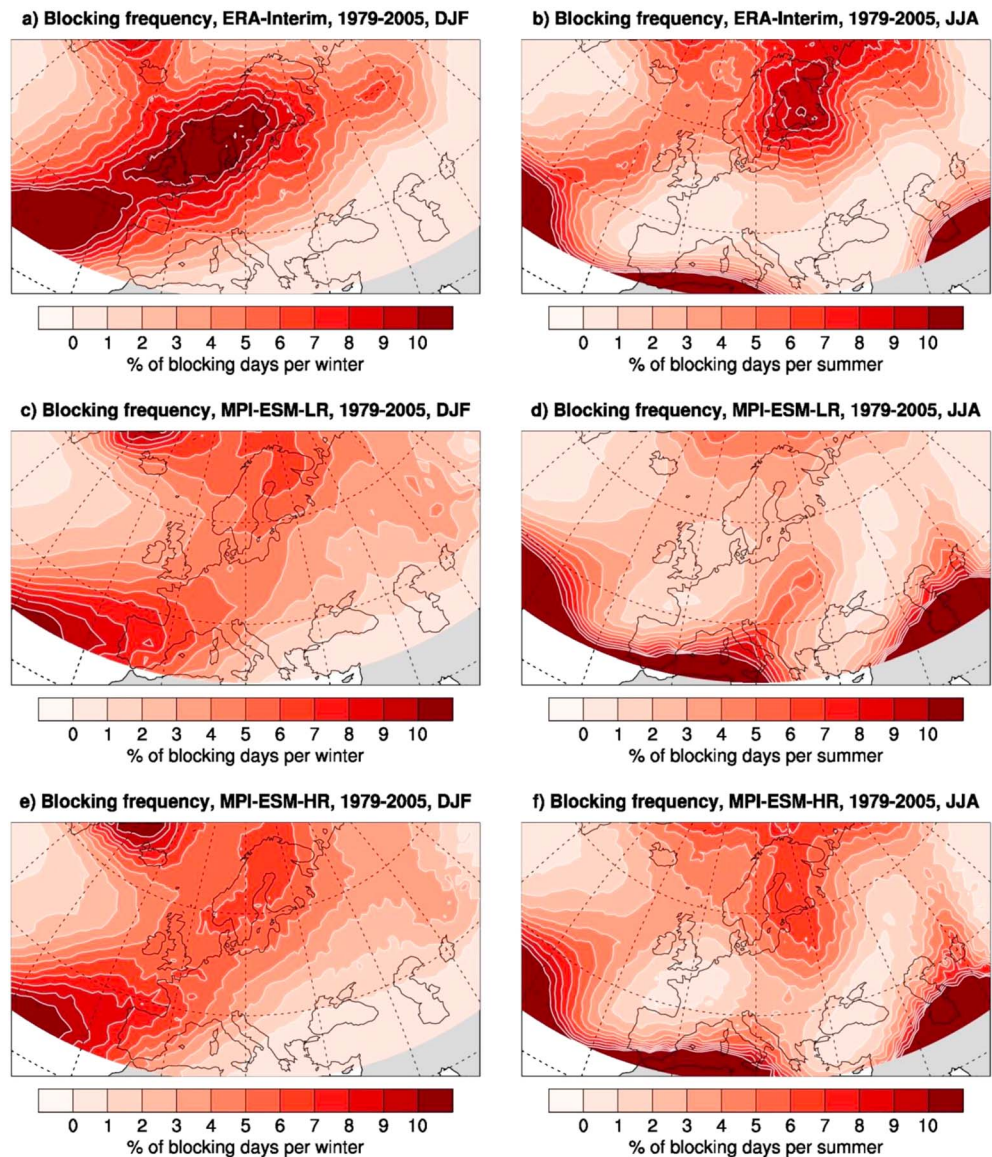 a) Blocking frequency, ERA-Interim, 1979-2005, DJF
b) Blocking frequency, ERA-Interim, 1979-2005, JJA
0 1 2 3 4 5 6 7 8 9 10
% of blocking days per winter
0 1 2 3 4 5 6 7 8 9 10
% of blocking days per summer
c) Blocking frequency, MPI-ESM-LR, 1979-2005, DJF
d) Blocking frequency, MPI-ESM-LR, 1979-2005, JJA
0 1 2 3 4 5 6 7 8 9 10
% of blocking days per winter
0 1 2 3 4 5 6 7 8 9 10
% of blocking days per summer
e) Blocking frequency, MPI-ESM-HR, 1979-2005, DJF
f) Blocking frequency, MPI-ESM-HR, 1979-2005, JJA
0 1 2 3 4 5 6 7 8 9 10
% of blocking days per winter
0 1 2 3 4 5 6 7 8 9 10
% of blocking days per summer